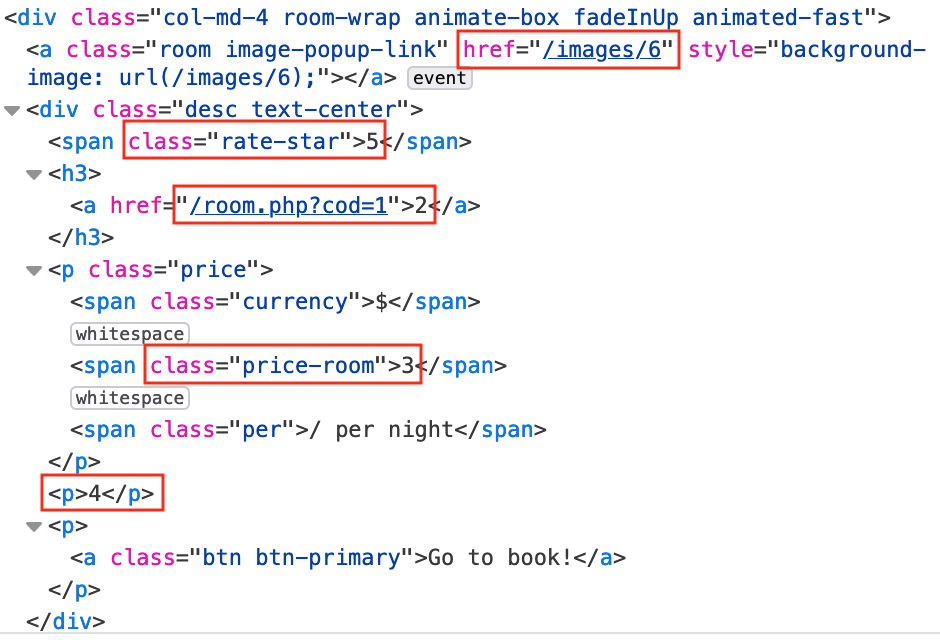 <div class="col-md-4 room-wrap animate-box fadeInUp animated-fast">
<a class="room image-popup-link" href="/images/6" style="background-
image: url(/images/6);"></a> event
<div class="desc text-center">
<span class="rate-star">5</span>
<h3>
<a href="/room.php?cod=1">2</a>
</h3>
<p class="price">
<span class="currency">$</span>
whitespace
<span class="price-room">3</span>
whitespace
<span class="per">/ per night</span>
</p>
<p>4</p>
<p>
<a class="btn btn-primary">Go to book!</a>
</p>
</div>